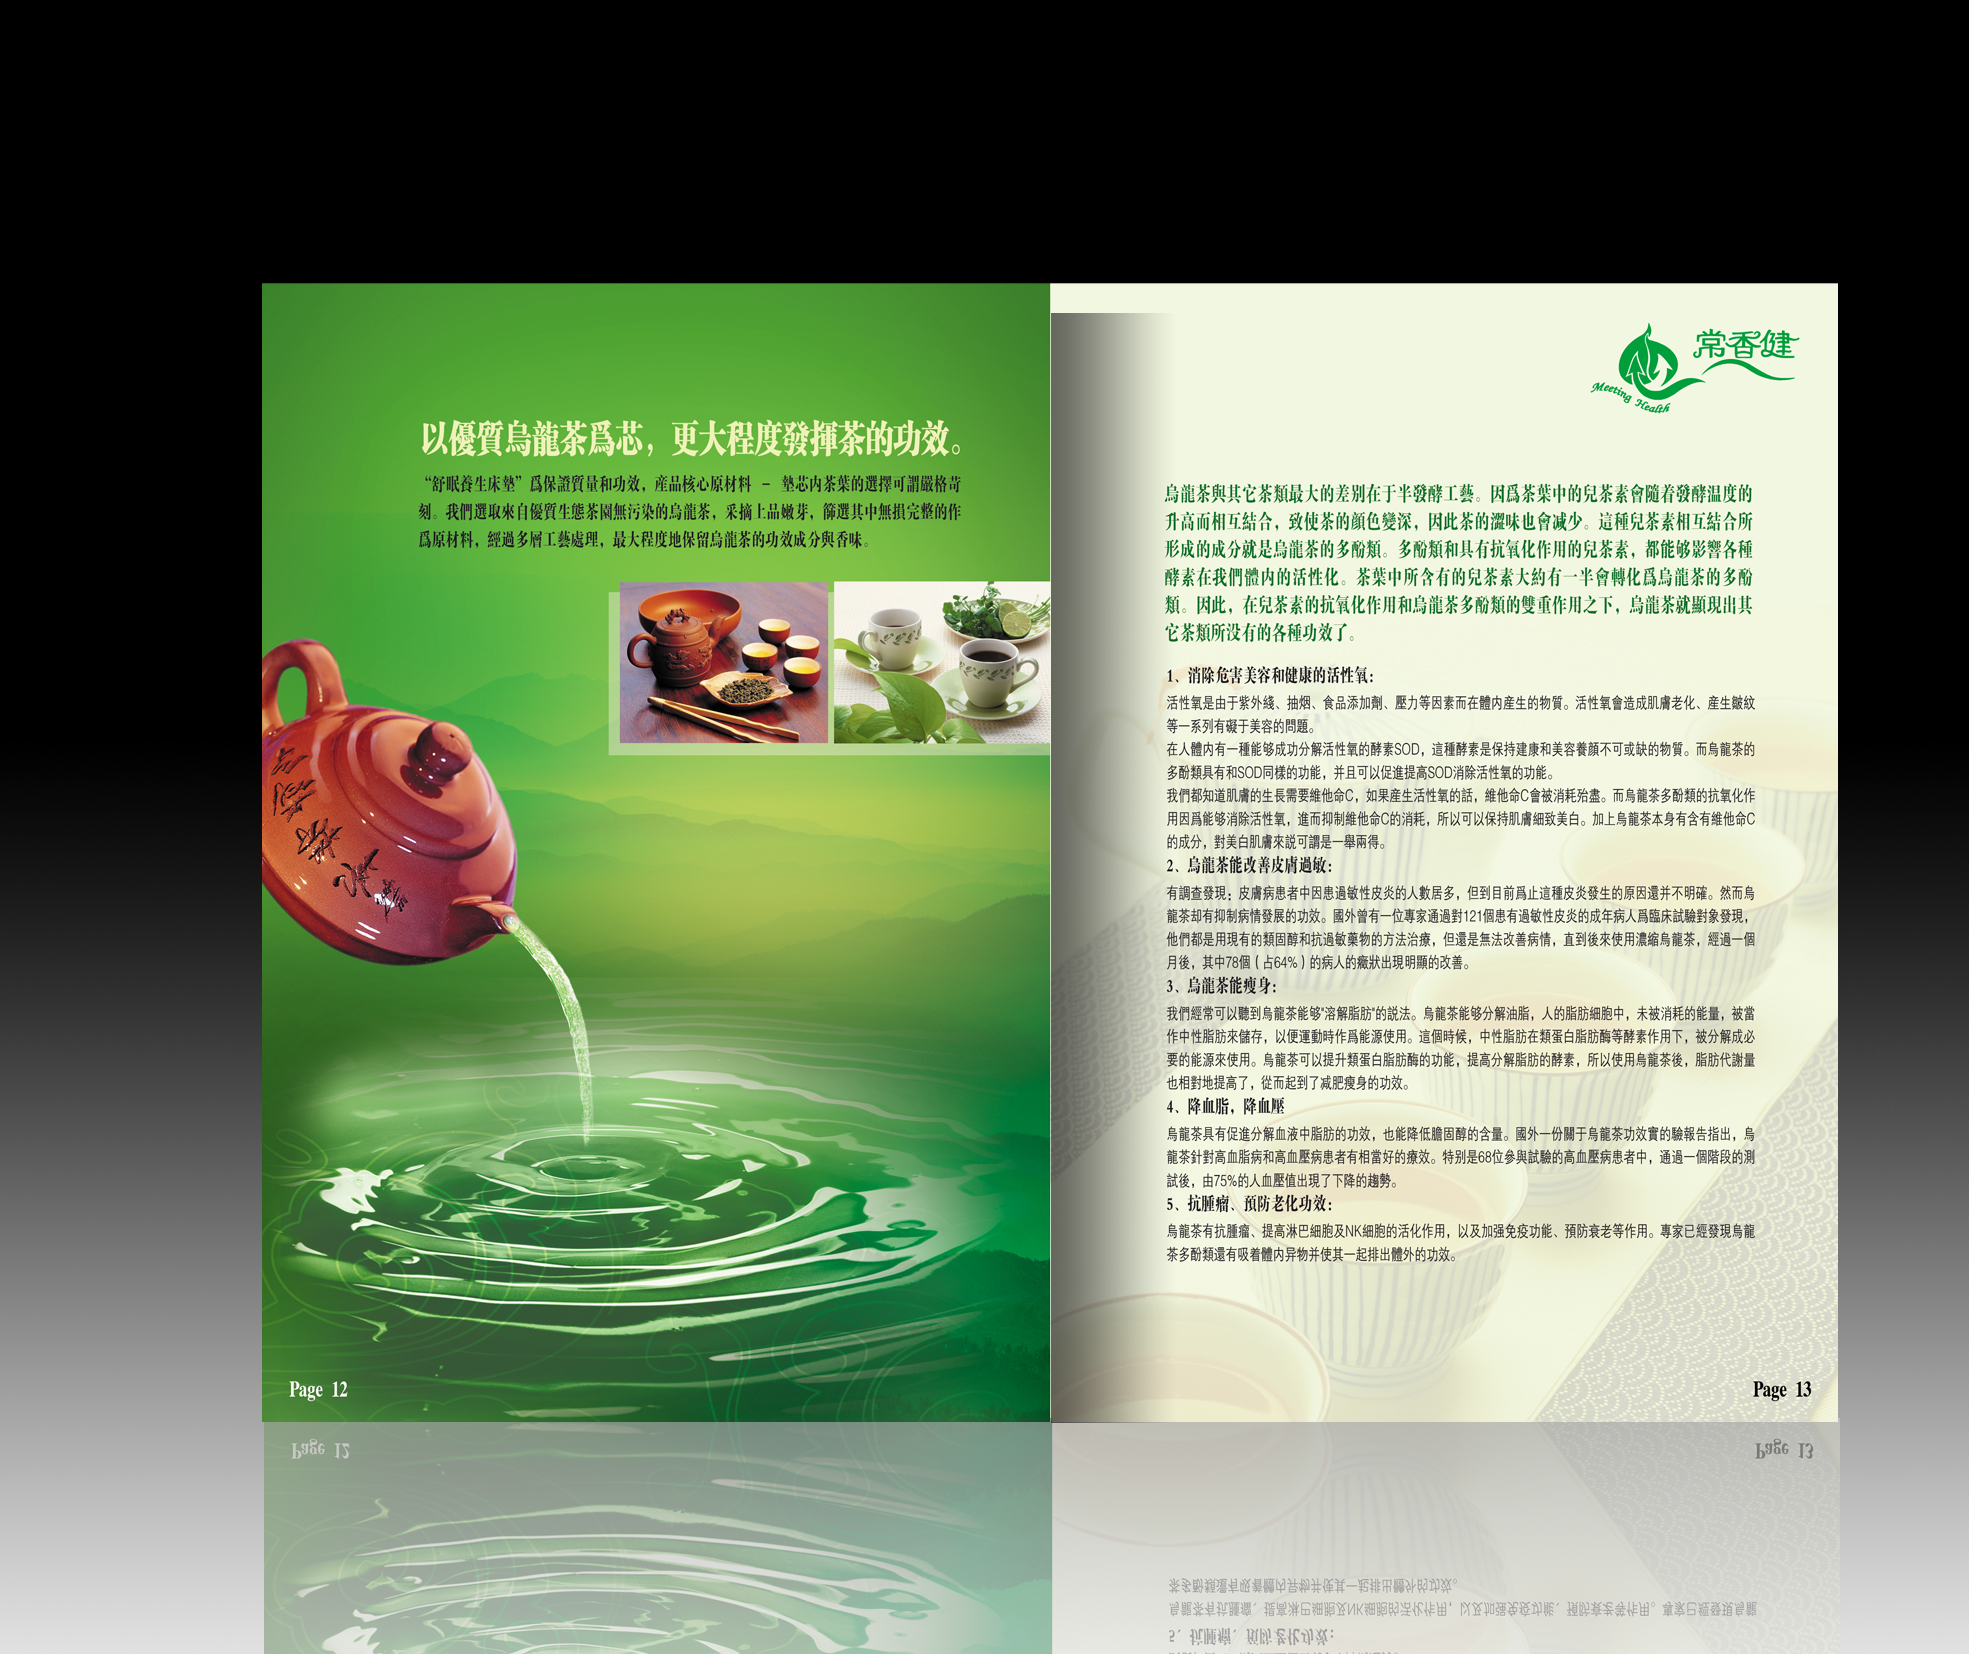 以優質烏龍茶爲芯，更大程度發揮茶的功效。
“舒眠養生床墊”爲保證質量和功效，産品核心原材料 － 墊芯内茶葉的選擇可謂嚴格苛
刻。我們選取來自優質生態茶園無污染的烏龍茶，采摘上品嫩芽，篩選其中無損完整的作
爲原材料，經過多層工藝處理，最大程度地保留烏龍茶的功效成分與香味。
Page 12
常香健
Meeting Health
烏龍茶與其它茶類最大的差别在于半發酵工藝。因爲茶葉中的兒茶素會隨着發酵温度的
升高而相互結合，致使茶的顔色變深，因此茶的澀味也會减少。這種兒茶素相互結合所
形成的成分就是烏龍茶的多酚類。多酚類和具有抗氧化作用的兒茶素，都能够影響各種
酵素在我們體内的活性化。茶葉中所含有的兒茶素大約有一半會轉化爲烏龍茶的多酚
類。因此，在兒茶素的抗氧化作用和烏龍茶多酚類的雙重作用之下，烏龍茶就顯現出其
它茶類所没有的各種功效了。
1、消除危害美容和健康的活性氧：
活性氧是由于紫外綫、抽烟、食品添加劑、壓力等因素而在體内産生的物質。活性氧會造成肌膚老化、産生皺紋
等一系列有礙于美容的問題。
在人體内有一種能够成功分解活性氧的酵素SOD，這種酵素是保持建康和美容養顔不可或缺的物質。而烏龍茶的
多酚類具有和SOD同樣的功能，并且可以促進提高SOD消除活性氧的功能。
我們都知道肌膚的生長需要維他命C，如果産生活性氧的話，維他命C會被消耗殆盡。而烏龍茶多酚類的抗氧化作
用因爲能够消除活性氧，進而抑制維他命C的消耗，所以可以保持肌膚細致美白。加上烏龍茶本身有含有維他命C
的成分，對美白肌膚來説可謂是一舉兩得。
2、烏龍茶能改善皮膚過敏：
有調查發現：皮膚病患者中因患過敏性皮炎的人數居多，但到目前爲止這種皮炎發生的原因還并不明確。然而烏
龍茶却有抑制病情發展的功效。國外曾有一位專家通過對121個患有過敏性皮炎的成年病人爲臨床試驗對象發現，
他們都是用現有的類固醇和抗過敏藥物的方法治療，但還是無法改善病情，直到後來使用濃縮烏龍茶，經過一個
月後，其中78個（占64%）的病人的癥狀出現明顯的改善。
3、烏龍茶能瘦身：
我們經常可以聽到烏龍茶能够"溶解脂肪"的説法。烏龍茶能够分解油脂，人的脂肪細胞中，未被消耗的能量，被當
作中性脂肪來儲存，以便運動時作爲能源使用。這個時候，中性脂肪在類蛋白脂肪酶等酵素作用下，被分解成必
要的能源來使用。烏龍茶可以提升類蛋白脂肪酶的功能，提高分解脂肪的酵素，所以使用烏龍茶後，脂肪代謝量
也相對地提高了，從而起到了减肥瘦身的功效。
4、降血脂，降血壓
烏龍茶具有促進分解血液中脂肪的功效，也能降低膽固醇的含量。國外一份關于烏龍茶功效實的驗報告指出，烏
龍茶針對高血脂病和高血壓病患者有相當好的療效。特别是68位參與試驗的高血壓病患者中，通過一個階段的測
試後，由75%的人血壓值出現了下降的趨勢。
5、抗腫瘤、預防老化功效：
烏龍茶有抗腫瘤、提高淋巴細胞及NK細胞的活化作用，以及加强免疫功能、預防衰老等作用。專家已經發現烏龍
茶多酚類還有吸着體内异物并使其一起排出體外的功效。
Page 13